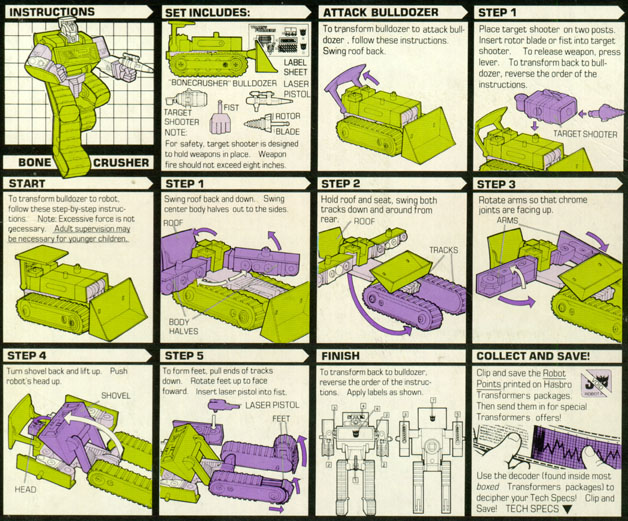 INSTRUCTIONS
BONE CRUSHER
SET INCLUDES:
LABEL
SHEET
"BONECRUSHER" BULLDOZER
LASER
PISTOL
TARGET
SHOOTER
FIST
ROTOR
BLADE
NOTE:
For safety, target shooter is designed
to hold weapons in place. Weapon
fire should not exceed eight inches.
ATTACK BULLDOZER
To transform bulldozer to attack bull-
dozer , follow these instructions.
Swing roof back.
STEP 1
Place target shooter on two posts.
Insert rotor blade or fist into target
shooter. To release weapon, press
lever. To transform back to bull-
dozer, reverse the order of the
instructions.
TARGET SHOOTER
START
To transform bulldozer to robot,
follow these step-by-step instruc-
tions. Note: Excessive force is not
necessary. Adult supervision may
be necessary for younger children.
STEP 1
Swing roof back and down. Swing
center body halves out to the sides.
ROOF
BODY
HALVES
STEP 2
Hold roof and seat, swing both
tracks down and around from
rear.
ROOF
TRACKS
STEP 3
Rotate arms so that chrome
joints are facing up.
ARMS
STEP 4
Turn shovel back and lift up. Push
robot's head up.
SHOVEL
HEAD
STEP 5
To form feet, pull ends of tracks
down. Rotate feet up to face
foward. Insert laser pistol into fist.
LASER PISTOL
FEET
FINISH
To transform back to bulldozer,
reverse the order of the instruc-
tions. Apply labels as shown.
COLLECT AND SAVE!
Clip and save the Robot
Points printed on Hasbro
Transformers packages.
Then send them in for special
Transformers offers!
Use the decoder (found inside most
boxed Transformers packages) to
decipher your Tech Specs! Clip and
Save! TECH SPECS ▼